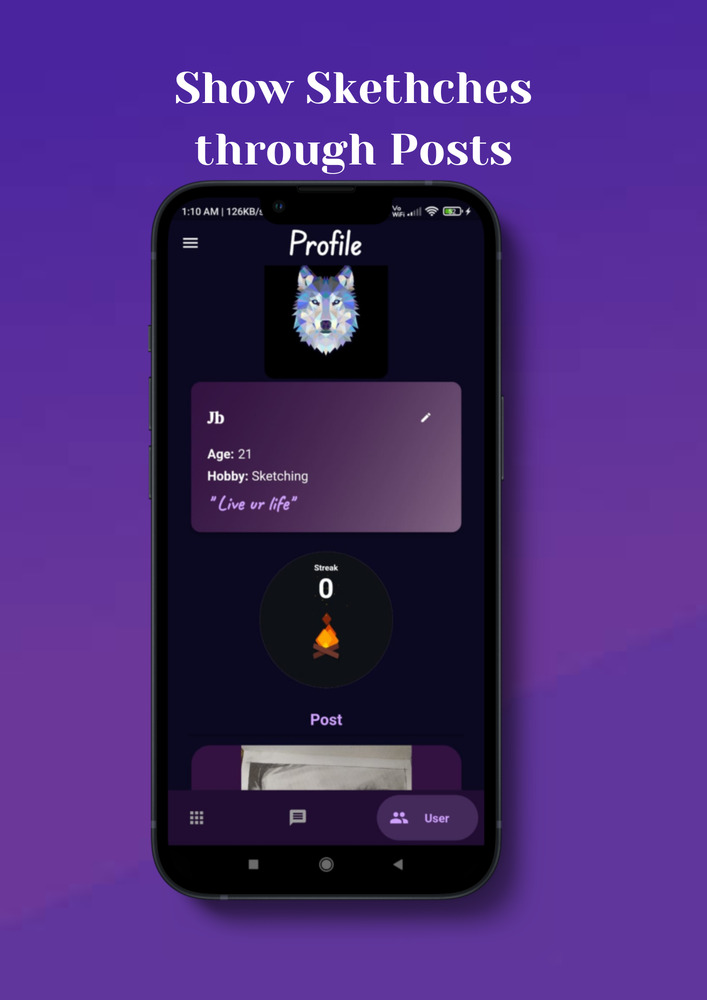 Show Skethches
through Posts
1:10 AM | 126KB/s
Vo
WiFi
Profile
Jb
Age: 21
Hobby: Sketching
"Live ur life"
Streak
0
Post
User